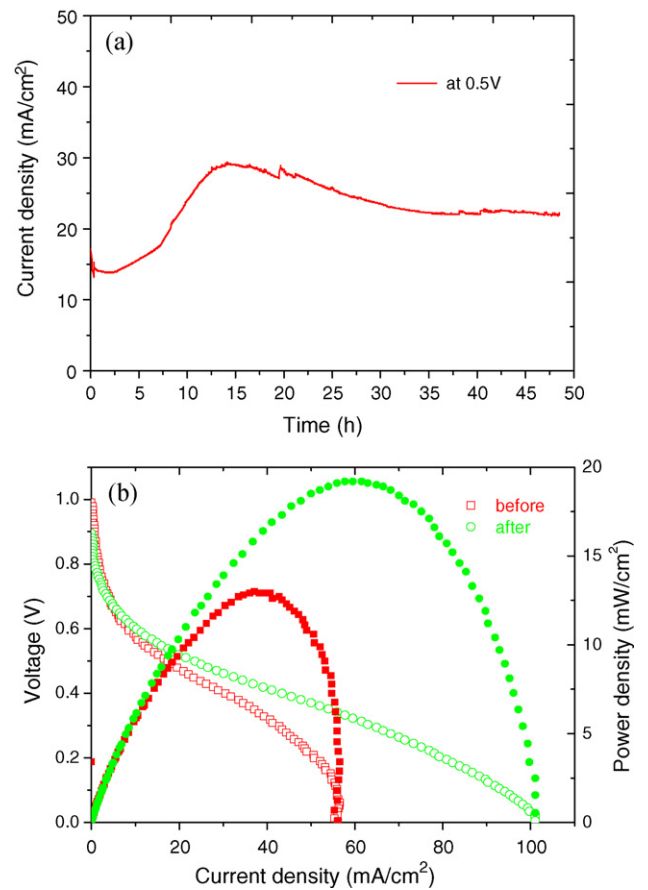 (a)
at 0.5V
Current density (mA/cm²)
50
40
30
20
10
0
0 5 10 15 20 25 30 35 40 45 50
Time (h)
(b)
before
after
Voltage (V)
1.0
0.8
0.6
0.4
0.2
0.0
Power density (mW/cm²)
20
15
10
5
0
0 20 40 60 80 100
Current density (mA/cm²)